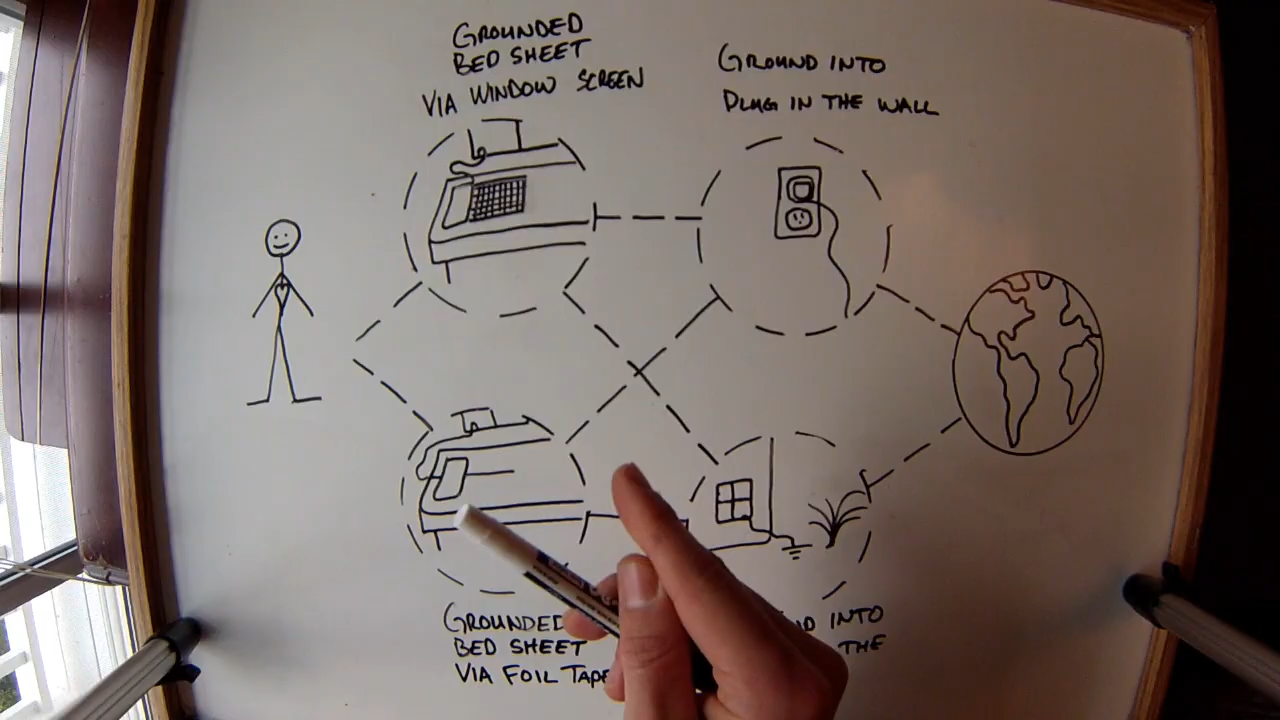 GROUNDED
BED SHEET
VIA WINDOW SCREEN
GROUND INTO
PLUG IN THE WALL
GROUNDED
BED SHEET
VIA FOIL TAPE
INTO
THE